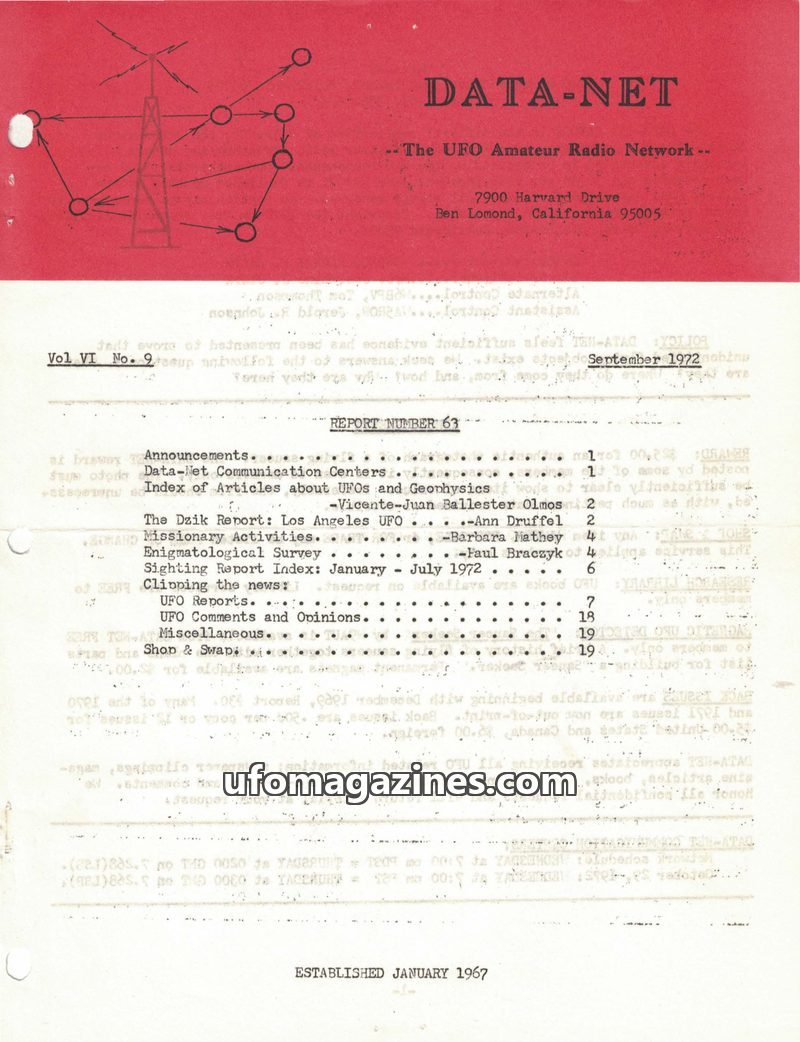 DATA-NET
--The UFO Amateur Radio Network--
7900 Harvard Drive
Ben Lomond, California 95005
Vol VI No. 9 September 1972
REPORT NUMBER 63
Announcements. . . . . . . . . . . . . . . . . . . . 1
Data-Net Communication Centers . . . . . . . . . . . 1
Index of Articles about UFOs and Geophysics
-Vicente-Juan Ballester Olmos 2
The Dzik Report: Los Angeles UFO . . . .-Ann Druffel 2
Missionary Activities. . . . . . . . .-Barbara Mathey 4
Enigmatological Survey . . . . . . . .-Paul Braczyk 4
Sighting Report Index: January - July 1972 . . . . . 6
Clipping the news:
UFO Reports. . . . . . . . . . . . . . . . . . . . 7
UFO Comments and Opinions. . . . . . . . . . . . . 18
Miscellaneous. . . . . . . . . . . . . . . . . . . 19
Shop & Swap. . . . . . . . . . . . . . . . . . . . . 19
ufomagazines.com
ESTABLISHED JANUARY 1967